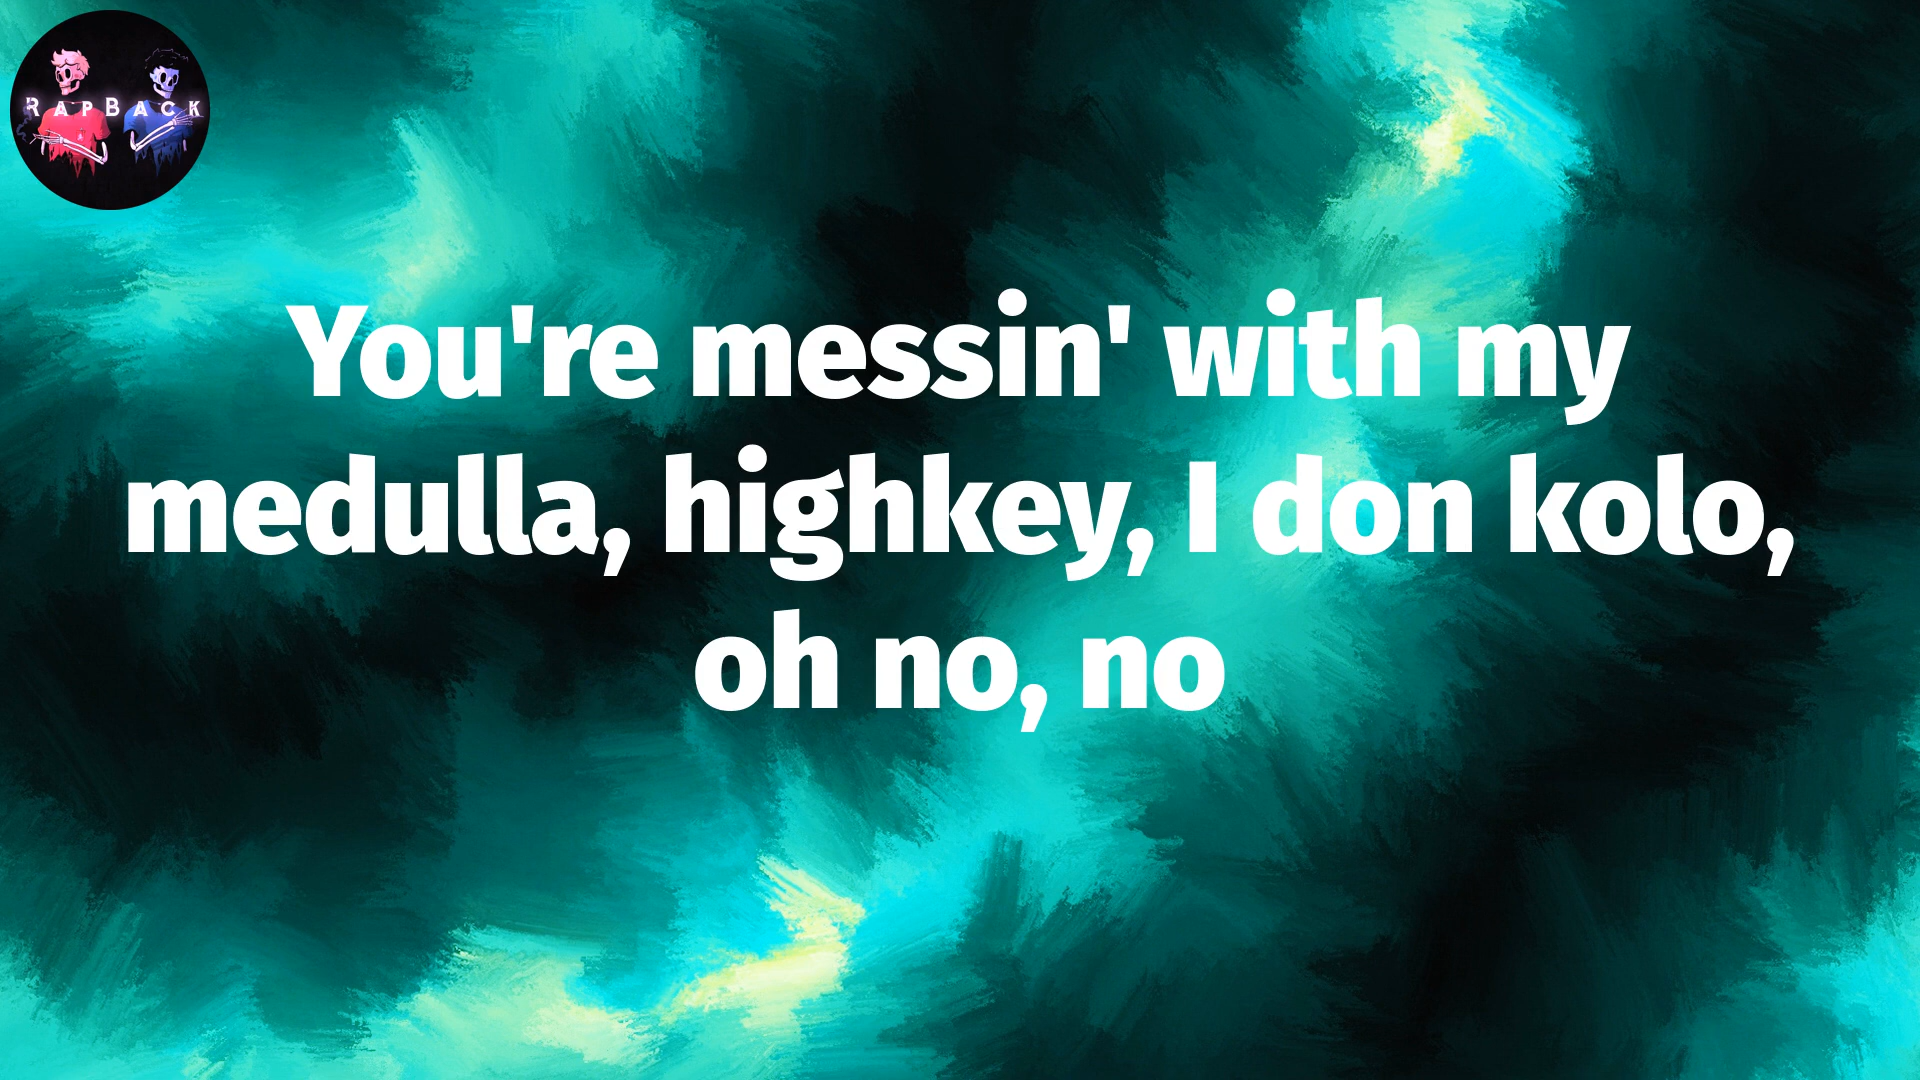 RAPBACK
You're messin' with my
medulla, highkey, I don kolo,
oh no, no